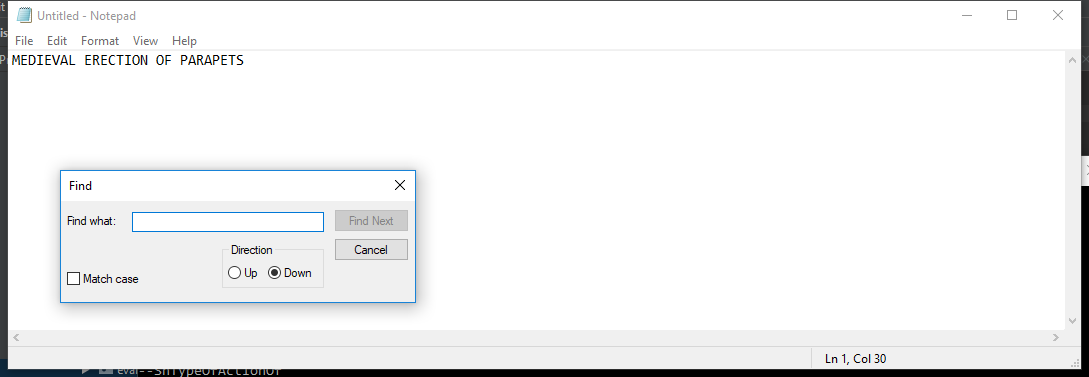 Untitled - Notepad
File Edit Format View Help
MEDIEVAL ERECTION OF PARAPETS
Find
Find what:
Find Next
Direction
Cancel
Up Down
Match case
Ln 1, Col 30